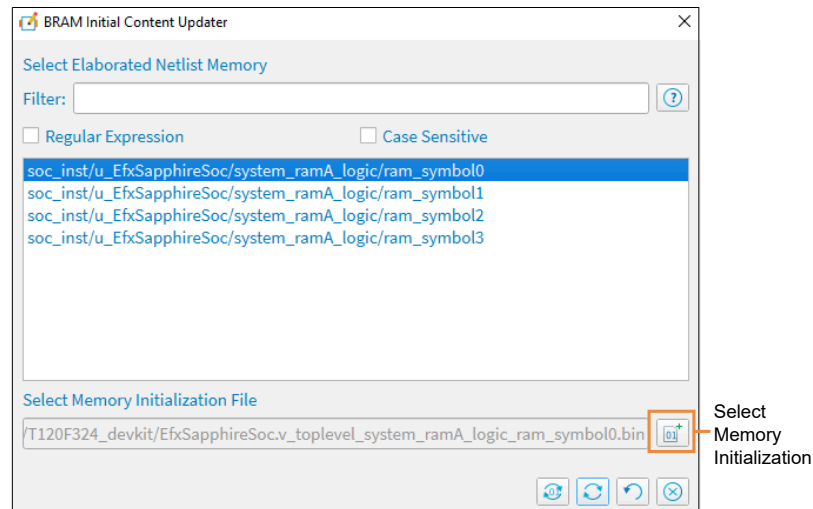 BRAM Initial Content Updater
Select Elaborated Netlist Memory
Filter:
Regular Expression
Case Sensitive
soc_inst/u_EfxSapphireSoc/system_ramA_logic/ram_symbol0
soc_inst/u_EfxSapphireSoc/system_ramA_logic/ram_symbol1
soc_inst/u_EfxSapphireSoc/system_ramA_logic/ram_symbol2
soc_inst/u_EfxSapphireSoc/system_ramA_logic/ram_symbol3
Select Memory Initialization File
/T120F324_devkit/EfxSapphireSoc.v_toplevel_system_ramA_logic_ram_symbol0.bin
01
Select
Memory
Initialization